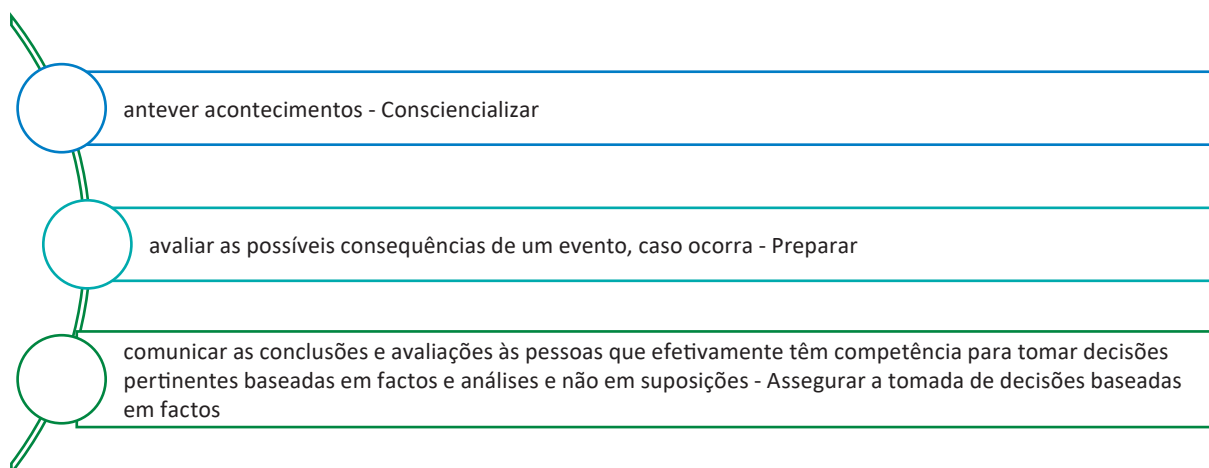 antever acontecimentos - Consciencializar
avaliar as possíveis consequências de um evento, caso ocorra - Preparar
comunicar as conclusões e avaliações às pessoas que efetivamente têm competência para tomar decisões
pertinentes baseadas em factos e análises e não em suposições - Assegurar a tomada de decisões baseadas
em factos